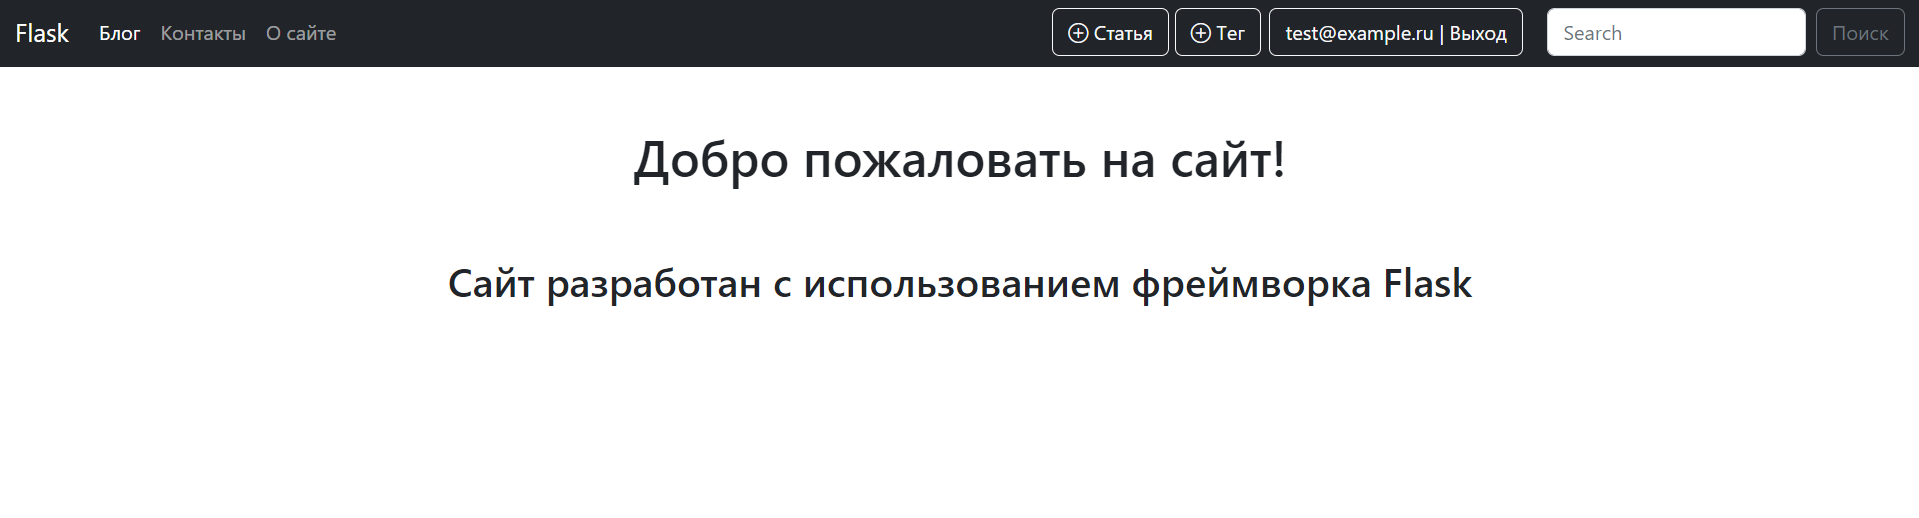 Flask Блог Контакты О сайте Статья Тег test@example.ru | Выход Search Поиск
Добро пожаловать на сайт!
Сайт разработан с использованием фреймворка Flask